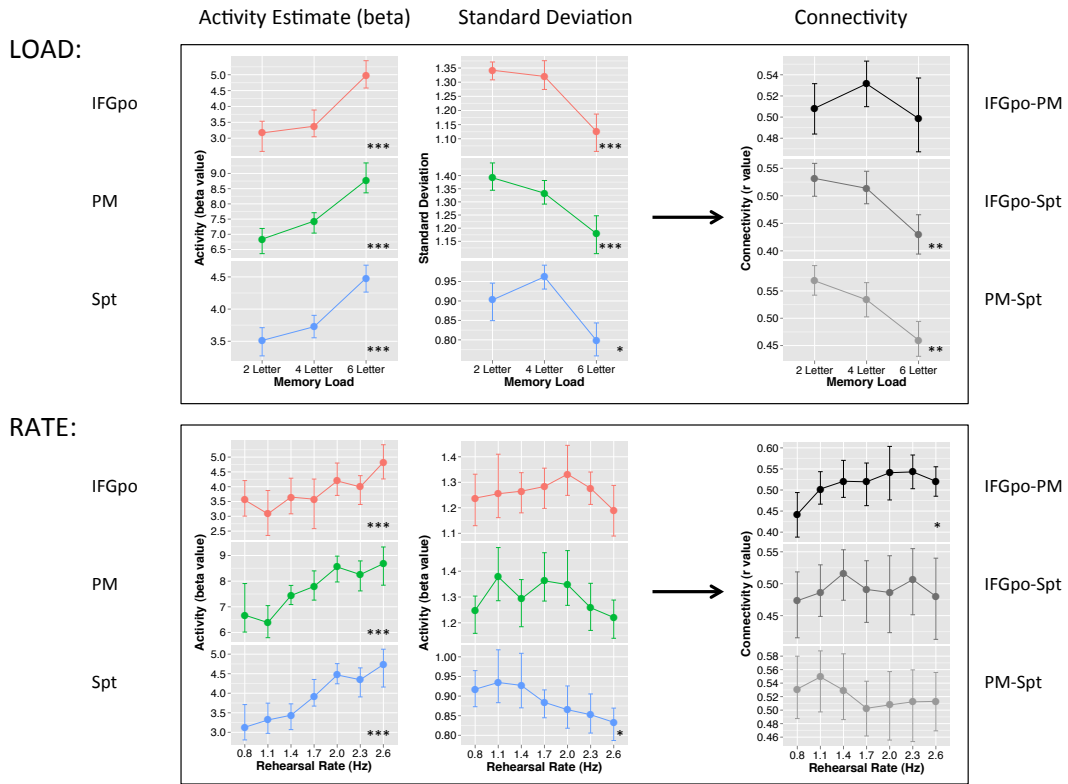 Activity Estimate (beta) Standard Deviation Connectivity
LOAD:
IFGpo
PM
Spt
Activity (beta value)
5.0
4.5
4.0
3.5
3.0
***
9.0
8.5
8.0
7.5
7.0
6.5
***
4.5
4.0
3.5
***
2 Letter 4 Letter 6 Letter
Memory Load
Standard Deviation
1.35
1.30
1.25
1.20
1.15
1.10
***
1.40
1.35
1.30
1.25
1.20
1.15
***
0.95
0.90
0.85
0.80
*
2 Letter 4 Letter 6 Letter
Memory Load
Connectivity (r value)
0.54
0.52
0.50
0.48
0.55
0.50
0.45
0.40
**
0.55
0.50
0.45
**
2 Letter 4 Letter 6 Letter
Memory Load
IFGpo-PM
IFGpo-Spt
PM-Spt
RATE:
IFGpo
PM
Spt
Activity (beta value)
5.0
4.5
4.0
3.5
3.0
2.5
***
9
8
7
6
***
5.0
4.5
4.0
3.5
3.0
***
0.8 1.1 1.4 1.7 2.0 2.3 2.6
Rehearsal Rate (Hz)
Activity (beta value)
1.4
1.3
1.2
1.1
1.4
1.3
1.2
1.00
0.95
0.90
0.85
0.80
*
0.8 1.1 1.4 1.7 2.0 2.3 2.6
Rehearsal Rate (Hz)
Connectivity (r value)
0.60
0.55
0.50
0.45
0.40
*
0.55
0.50
0.45
0.58
0.56
0.54
0.52
0.50
0.48
0.46
0.8 1.1 1.4 1.7 2.0 2.3 2.6
Rehearsal Rate (Hz)
IFGpo-PM
IFGpo-Spt
PM-Spt